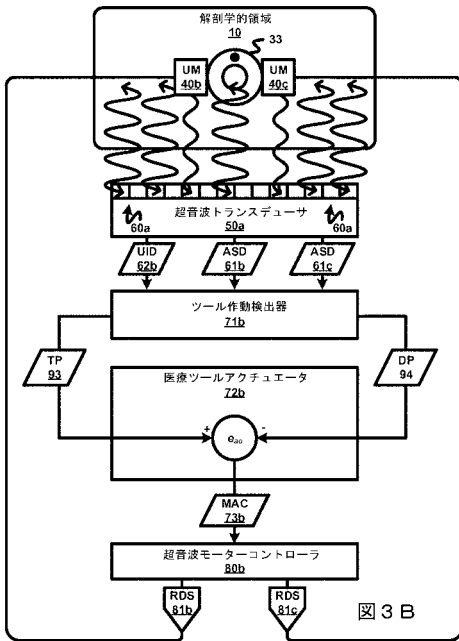 解剖学的領域
10
33
UM
40b
UM
40c
超音波トランスデューサ
50a
60a
60a
UID
62b
ASD
61b
ASD
61c
ツール作動検出器
71b
TP
93
DP
94
医療ツールアクチュエータ
72b
+
eao
-
MAC
73b
超音波モーターコントローラ
80b
RDS
81b
RDS
81c
図3B